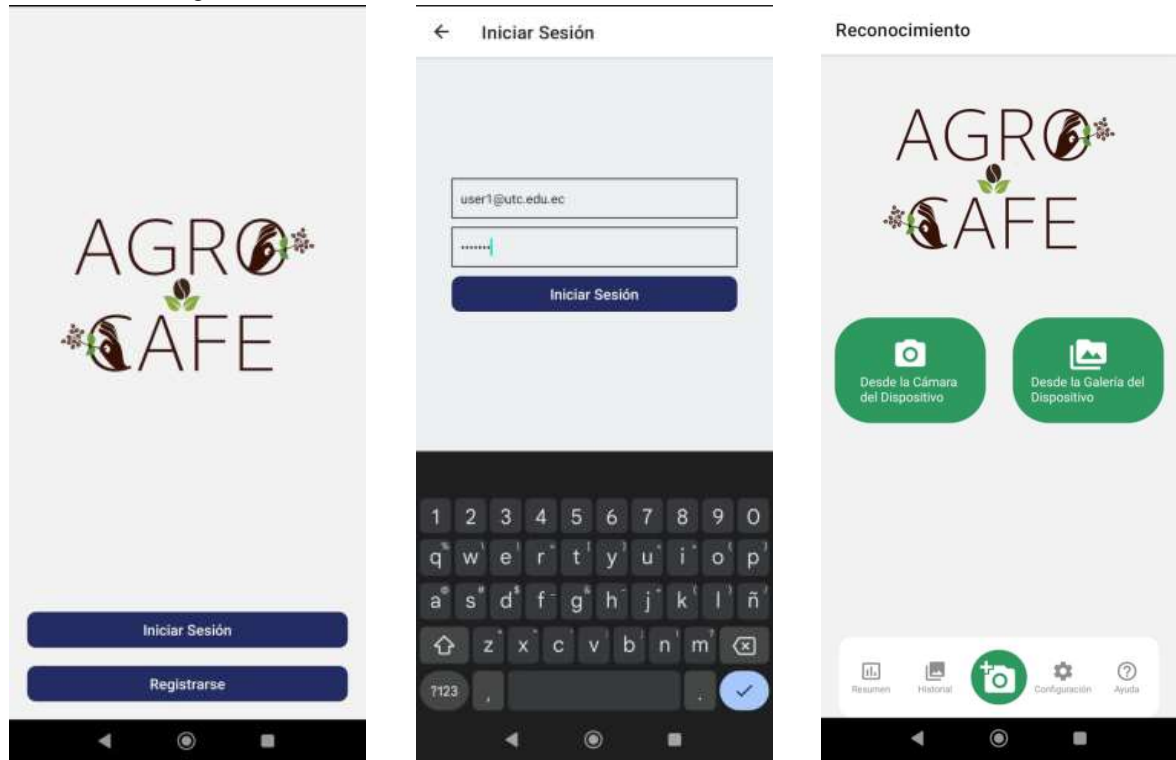 AGRO
CAFE
Iniciar Sesión
Registrarse
Iniciar Sesión
user1@utc.edu.ec
•••••••
Iniciar Sesión
1 2 3 4 5 6 7 8 9 0
q w e r t y u i o p
a s d f g h j k l ñ
z x c v b n m
?123 , .
Reconocimiento
AGRO
CAFE
Desde la Cámara
del Dispositivo
Desde la Galería del
Dispositivo
Resumen Historial Configuración Ayuda